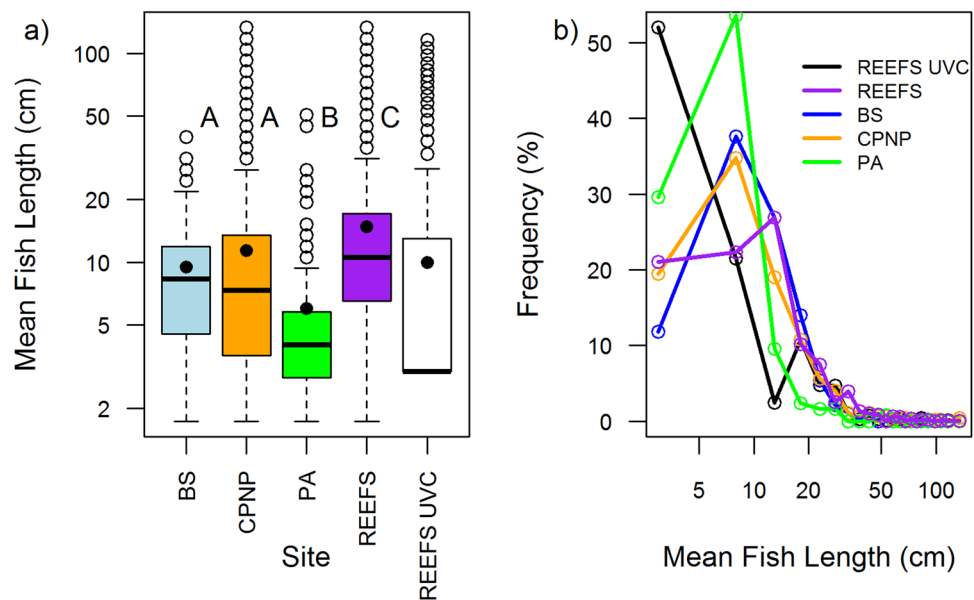 a)
Mean Fish Length (cm)
100
50
20
10
5
2
A A B C
BS
CPNP
PA
REEFS
REEFS UVC
Site
b)
Frequency (%)
50
40
30
20
10
0
REEFS UVC
REEFS
BS
CPNP
PA
5 10 20 50 100
Mean Fish Length (cm)